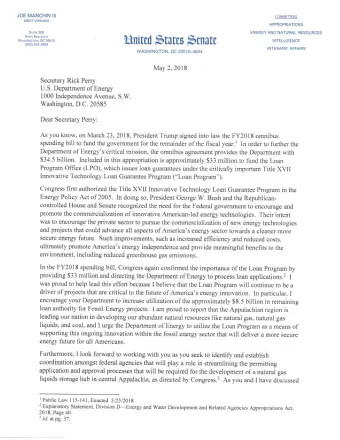 JOE MANCHIN III
WEST VIRGINIA
COMMITTEES
APPROPRIATIONS
ENERGY AND NATURAL RESOURCES
INTELLIGENCE
VETERANS' AFFAIRS
United States Senate
WASHINGTON, DC 20510-4804
May 2, 2018
Secretary Rick Perry
U.S. Department of Energy
1000 Independence Avenue, S.W.
Washington, D.C. 20585
Dear Secretary Perry:
As you know, on March 23, 2018, President Trump signed into law the FY2018 omnibus
spending bill to fund the government for the remainder of the fiscal year.¹ In order to further the
Department of Energy's critical mission, the omnibus agreement provides the Department with
$34.5 billion. Included in this appropriation is approximately $33 million to fund the Loan
Program Office (LPO), which issues loan guarantees under the critically important Title XVII
Innovative Technology Loan Guarantee Program ("Loan Program").
Congress first authorized the Title XVII Innovative Technology Loan Guarantee Program in the
Energy Policy Act of 2005. In doing so, President George W. Bush and the Republican-
controlled House and Senate recognized the need for the Federal government to encourage and
promote the commercialization of innovative American-led energy technologies. Their intent
was to encourage the private sector to pursue the commercialization of new energy technologies
and projects that could advance all aspects of America's energy sector towards a cleaner more
secure energy future. Such improvements, such as increased efficiency and reduced costs,
ultimately promote America's energy independence and provide meaningful benefits to the
environment, including reduced greenhouse gas emissions.
In the FY2018 spending bill, Congress again confirmed the importance of the Loan Program by
providing $33 million and directing the Department of Energy to process loan applications.² I
was proud to help lead this effort because I believe that the Loan Program will continue to be a
driver of projects that are critical to the future of America's energy innovation. In particular, I
encourage your Department to increase utilization of the approximately $8.5 billion in remaining
loan authority for Fossil Energy projects. I am proud to report that the Appalachian region is
leading our nation in developing our abundant natural resources like natural gas, natural gas
liquids, and coal, and I urge the Department of Energy to utilize the Loan Program as a means of
supporting this ongoing innovation within the fossil energy sector that will deliver a more secure
energy future for all Americans.
Furthermore, I look forward to working with you as you seek to identify and establish
coordination amongst federal agencies that will play a role in streamlining the permitting
application and approval processes that will be required for the development of a natural gas
liquids storage hub in central Appalachia, as directed by Congress.³ As you and I have discussed
¹ Public Law 115-141, Enacted 3/23/2018.
² Explanatory Statement, Division D—Energy and Water Development and Related Agencies Appropriations Act,
2018, Page 60.
³ Id. at pg. 37.